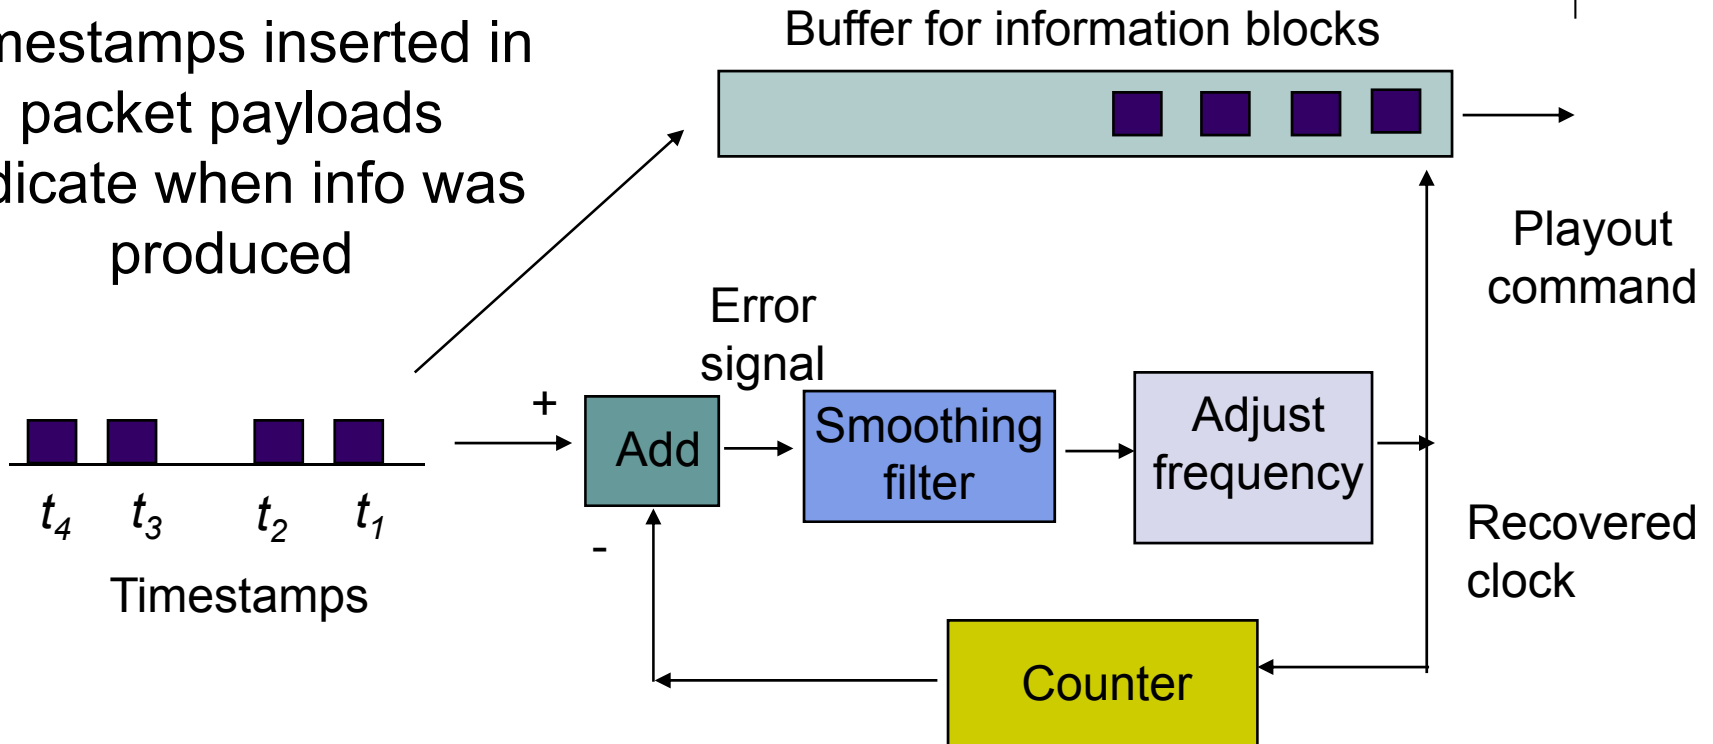 mestamps inserted in
packet payloads
dicate when info was
produced
Buffer for information blocks
Playout
command
Error
signal
+
Add
Smoothing
filter
Adjust
frequency
t4 t3 t2 t1
-
Timestamps
Recovered
clock
Counter